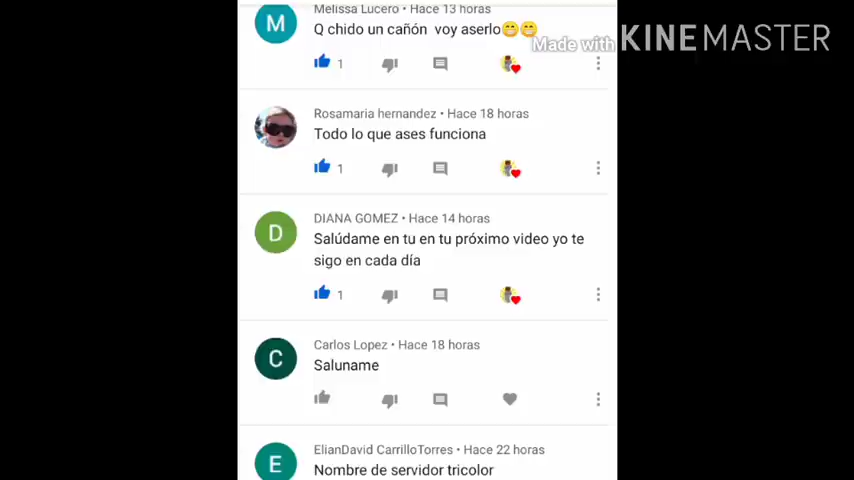 Melissa Lucero • Hace 13 horas
Q chido un cañón voy aserlo😁😁
Made with KINEMASTER
1
Rosamaria hernandez • Hace 18 horas
Todo lo que ases funciona
1
DIANA GOMEZ • Hace 14 horas
Salúdame en tu en tu próximo video yo te
sigo en cada día
1
Carlos Lopez • Hace 18 horas
Saluname
ElianDavid CarrilloTorres • Hace 22 horas
Nombre de servidor tricolor
M
D
C
E